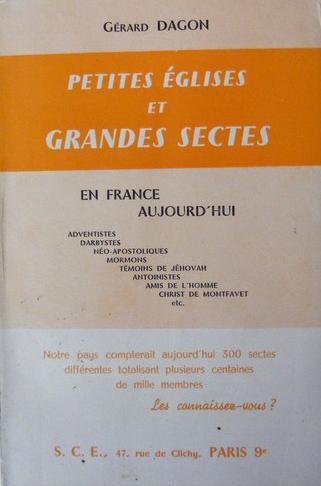 Gérard DAGON
PETITES ÉGLISES
ET
GRANDES SECTES
EN FRANCE
AUJOURD'HUI
ADVENTISTES
DARBYSTES
NÉO-APOSTOLIQUES
MORMONS
TÉMOINS DE JÉHOVAH
ANTOINISTES
AMIS DE L'HOMME
CHRIST DE MONTFAVET
etc.
Notre pays compterait aujourd'hui 300 sectes
différentes totalisant plusieurs centaines
de mille membres
Les connaissez-vous ?
S. C. E., 47, rue de Clichy, PARIS 9e